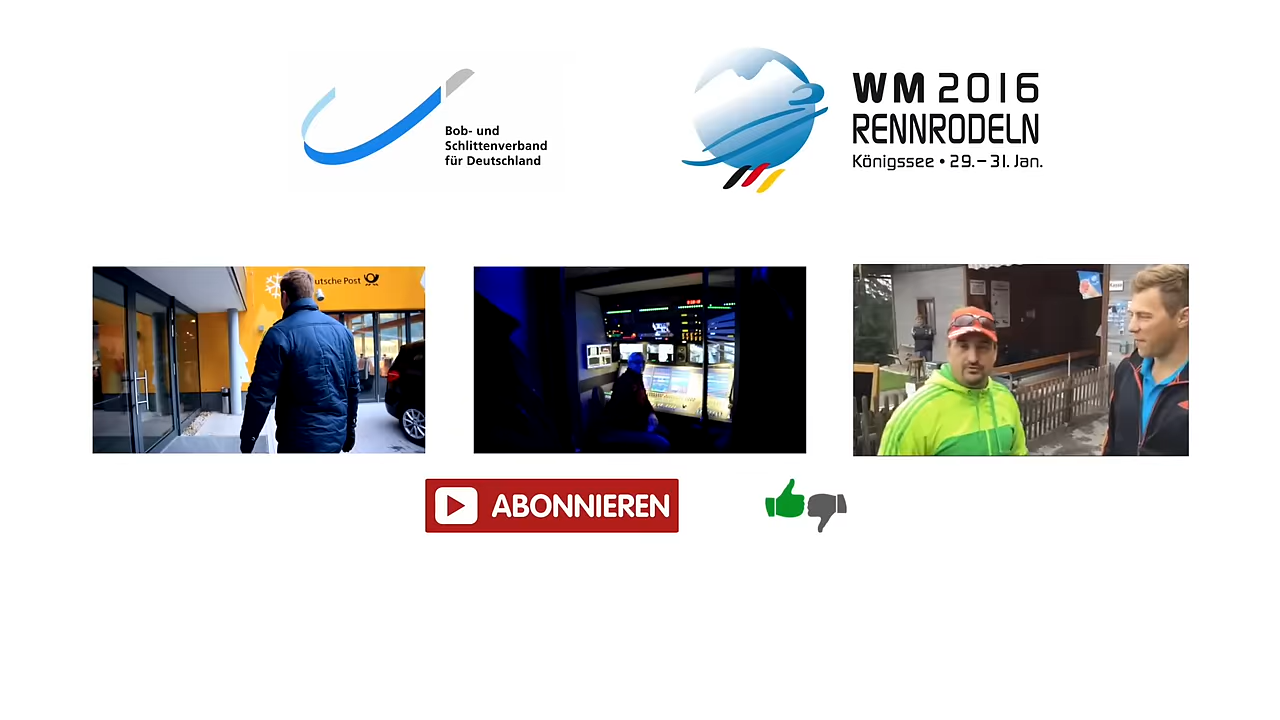 Bob- und
Schlittenverband
für Deutschland
WM 2016
RENNRODELN
Königssee • 29.– 31. Jan.
utsche Post
ABONNIEREN